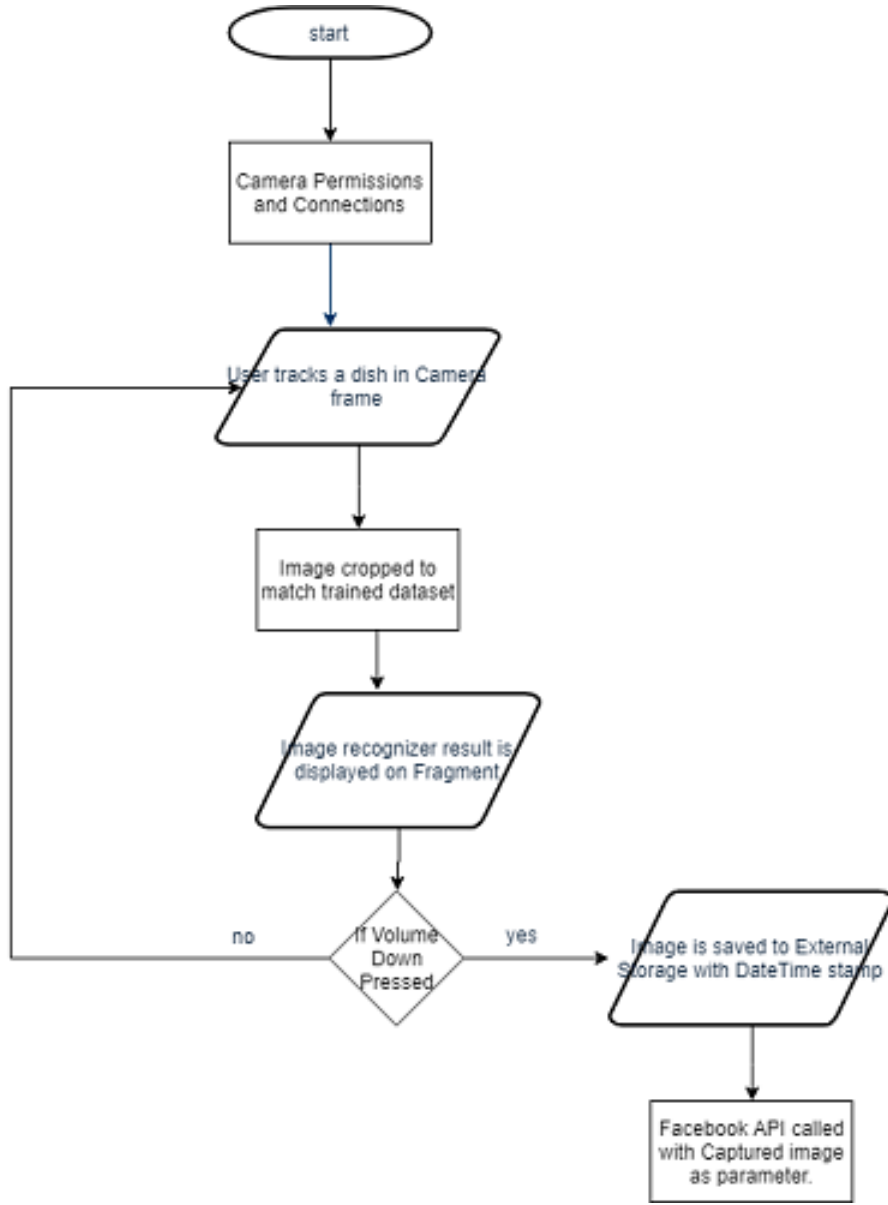 start
Camera Permissions
and Connections
User tracks a dish in Camera
frame
Image cropped to
match trained dataset
Image recognizer result is
displayed on Fragment
no
If Volume
Down
Pressed
yes
Image is saved to External
Storage with DateTime stamp
Facebook API called
with Captured image
as parameter.